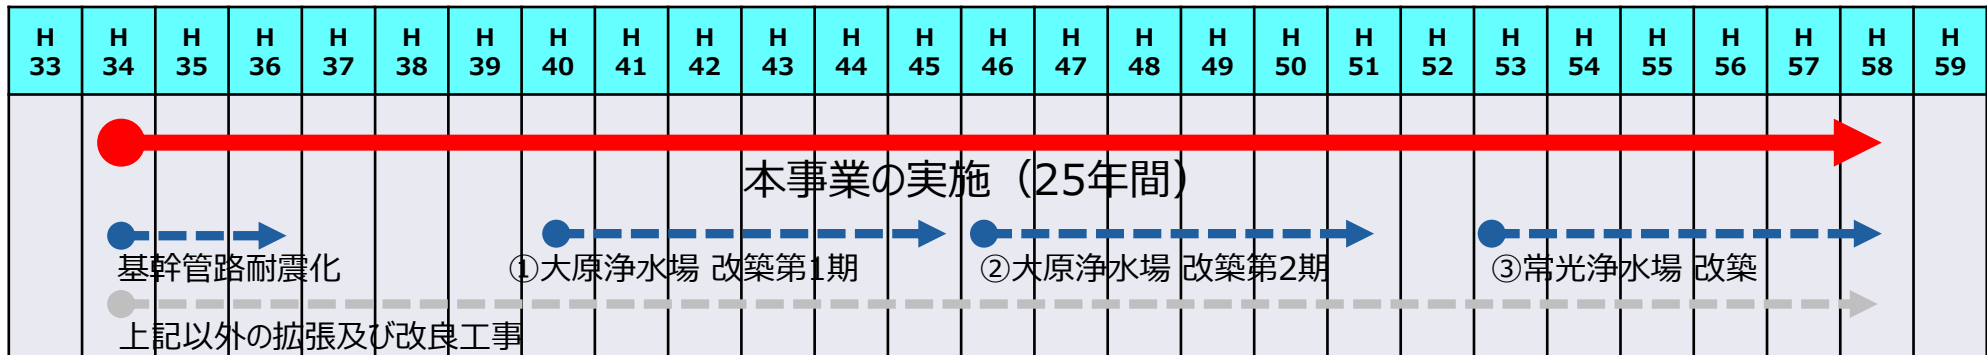 H H H H H H H H H H H H H H H H H H H H H H H H H H H
33 34 35 36 37 38 39 40 41 42 43 44 45 46 47 48 49 50 51 52 53 54 55 56 57 58 59
本事業の実施（25年間）
基幹管路耐震化 ①大原浄水場 改築第1期 ②大原浄水場 改築第2期 ③常光浄水場 改築
上記以外の拡張及び改良工事